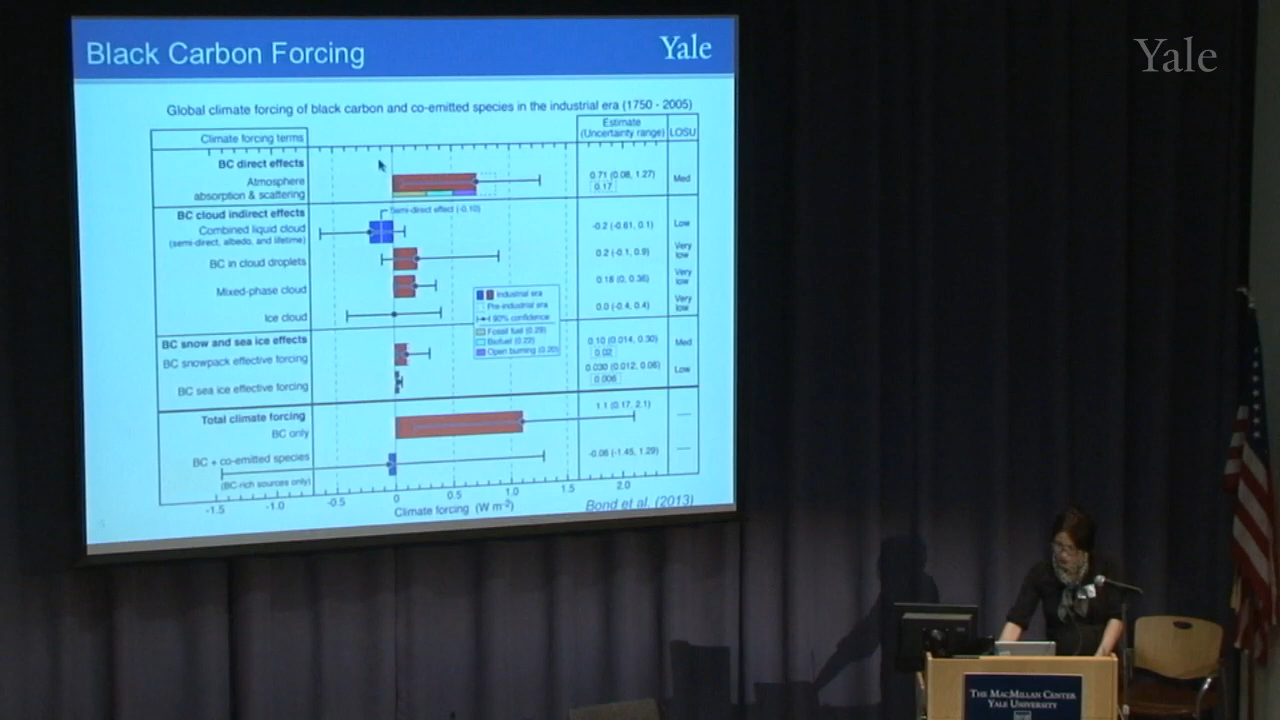 Black Carbon Forcing
Yale
Yale
Global climate forcing of black carbon and co-emitted species in the industrial era (1750 - 2005)
Climate forcing terms
Estimate
(Uncertainty range)
LOSU
BC direct effects
Atmosphere
absorption & scattering
0.71 (0.08, 1.27)
0.17
Med
BC cloud indirect effects
Semi-direct effect (-0.10)
Combined liquid cloud
(semi-direct, albedo, and lifetime)
-0.2 (-0.61, 0.1)
Low
BC in cloud droplets
0.2 (-0.1, 0.9)
Very
low
Mixed-phase cloud
0.18 (0, 0.36)
Very
low
Ice cloud
0.0 (-0.4, 0.4)
Very
low
Industrial era
Pre-industrial era
90% confidence
Fossil fuel (0.29)
Biofuel (0.22)
Open burning (0.20)
BC snow and sea ice effects
BC snowpack effective forcing
0.10 (0.014, 0.30)
0.02
Med
BC sea ice effective forcing
0.030 (0.012, 0.06)
0.006
Low
Total climate forcing
BC only
1.1 (0.17, 2.1)
BC + co-emitted species
(BC-rich sources only)
-0.06 (-1.45, 1.29)
-1.5 -1.0 -0.5 0 0.5 1.0 1.5 2.0
Climate forcing (W m-2)
Bond et al. (2013)
THE MACMILLAN CENTER
YALE UNIVERSITY